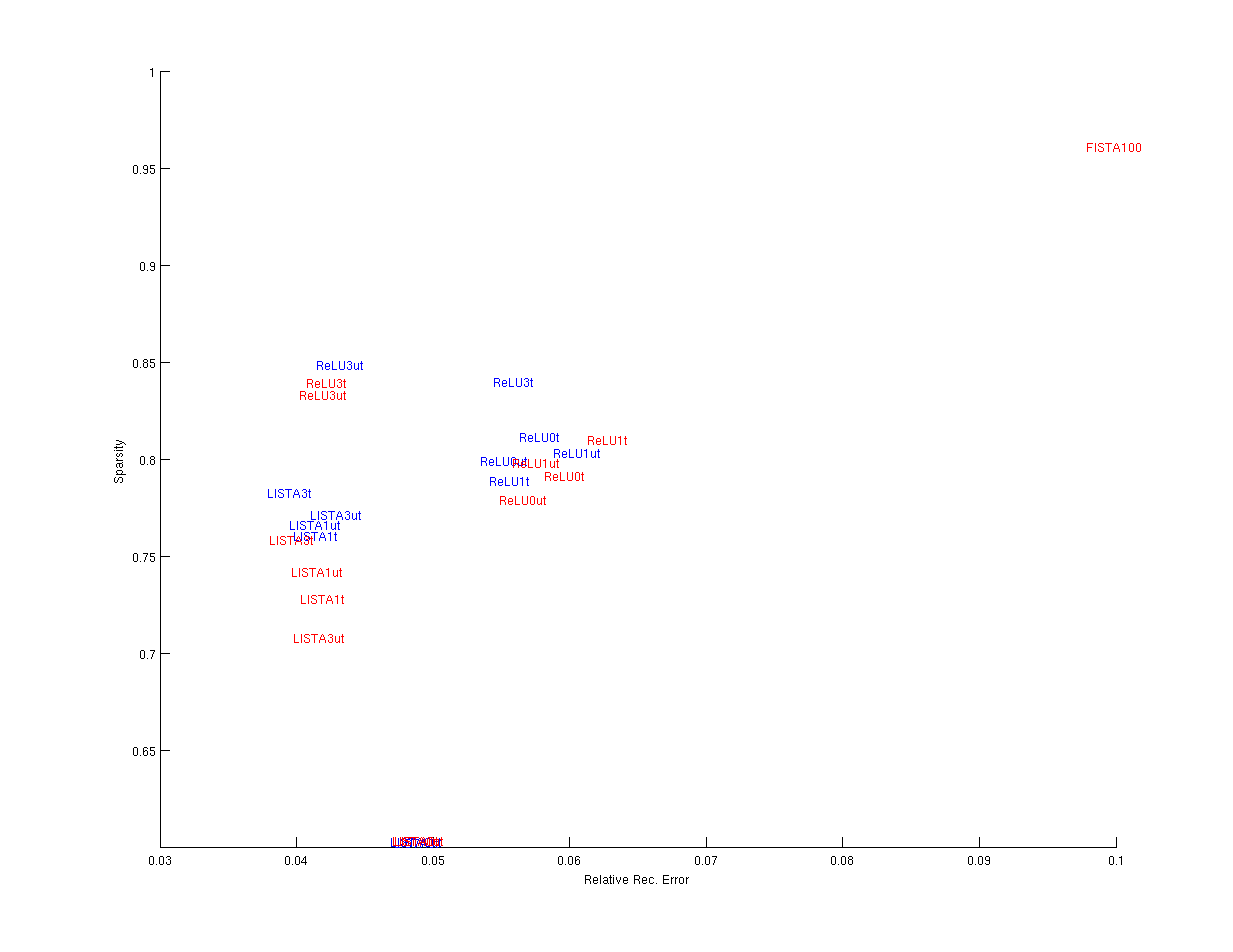 1
FISTA100
0.95
0.9
0.85
ReLU3ut
ReLU3t
ReLU3t
ReLU3ut
Sparsity
ReLU0t
ReLU1t
ReLU1ut
0.8
ReLU0ut
ReLU1ut
ReLU0t
ReLU1t
LISTA3t
ReLU0ut
LISTA3ut
LISTA1ut
LISTA1t
LISTA3t
0.75
LISTA1ut
LISTA1t
LISTA3ut
0.7
0.65
0.03
0.04
0.05
0.06
0.07
0.08
0.09
0.1
Relative Rec. Error